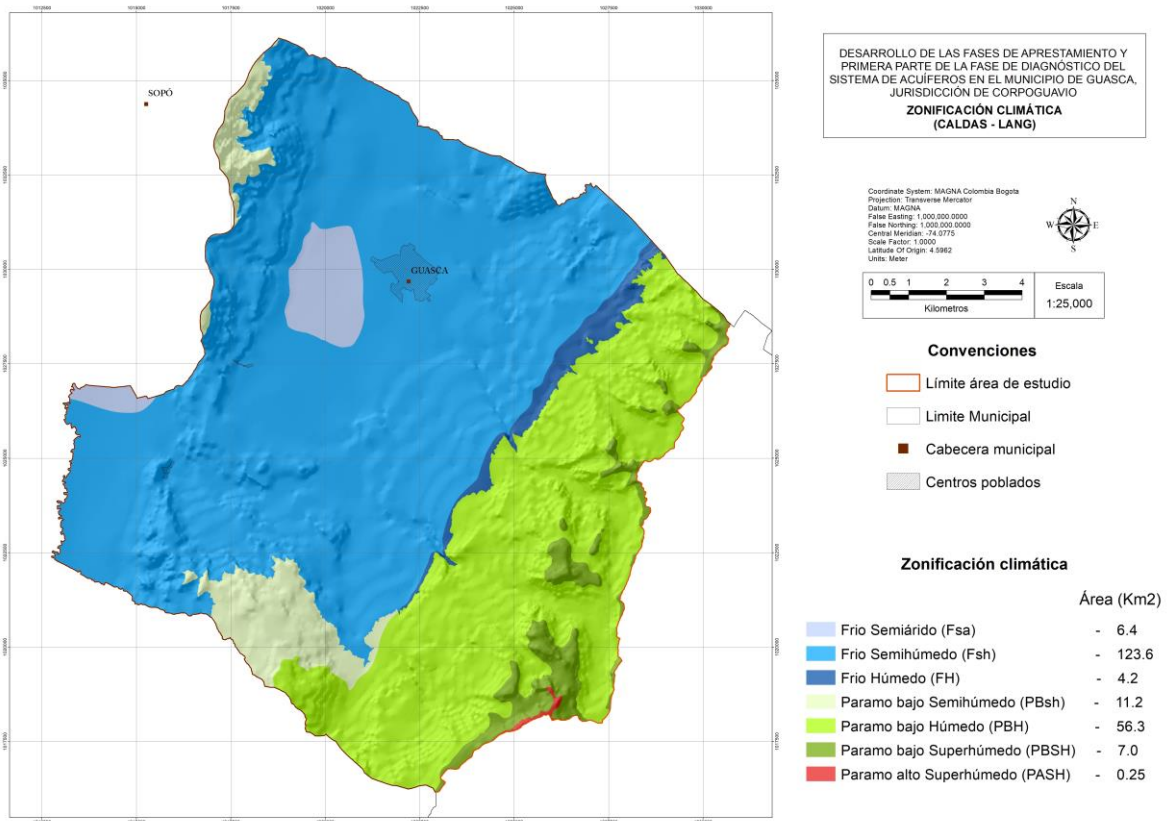 SOPÓ
GUASCA
DESARROLLO DE LAS FASES DE APRESTAMIENTO Y
PRIMERA PARTE DE LA FASE DE DIAGNÓSTICO DEL
SISTEMA DE ACUÍFEROS EN EL MUNICIPIO DE GUASCA,
JURISDICCIÓN DE CORPOGUAVIO
ZONIFICACIÓN CLIMÁTICA
(CALDAS - LANG)
Coordinate System: MAGNA Colombia Bogota
Projection: Transverse Mercator
Datum: MAGNA
False Easting: 1,000,000.0000
False Northing: 1,000,000.0000
Central Meridian: -74.0775
Scale Factor: 1.0000
Latitude Of Origin: 4.5962
Units: Meter
N
W E
S
0 0.5 1 2 3 4
Kilometros
Escala
1:25,000
Convenciones
Límite área de estudio
Limite Municipal
Cabecera municipal
Centros poblados
Zonificación climática
Área (Km2)
Frio Semiárido (Fsa) - 6.4
Frio Semihúmedo (Fsh) - 123.6
Frio Húmedo (FH) - 4.2
Paramo bajo Semihúmedo (PBsh) - 11.2
Paramo bajo Húmedo (PBH) - 56.3
Paramo bajo Superhúmedo (PBSH) - 7.0
Paramo alto Superhúmedo (PASH) - 0.25